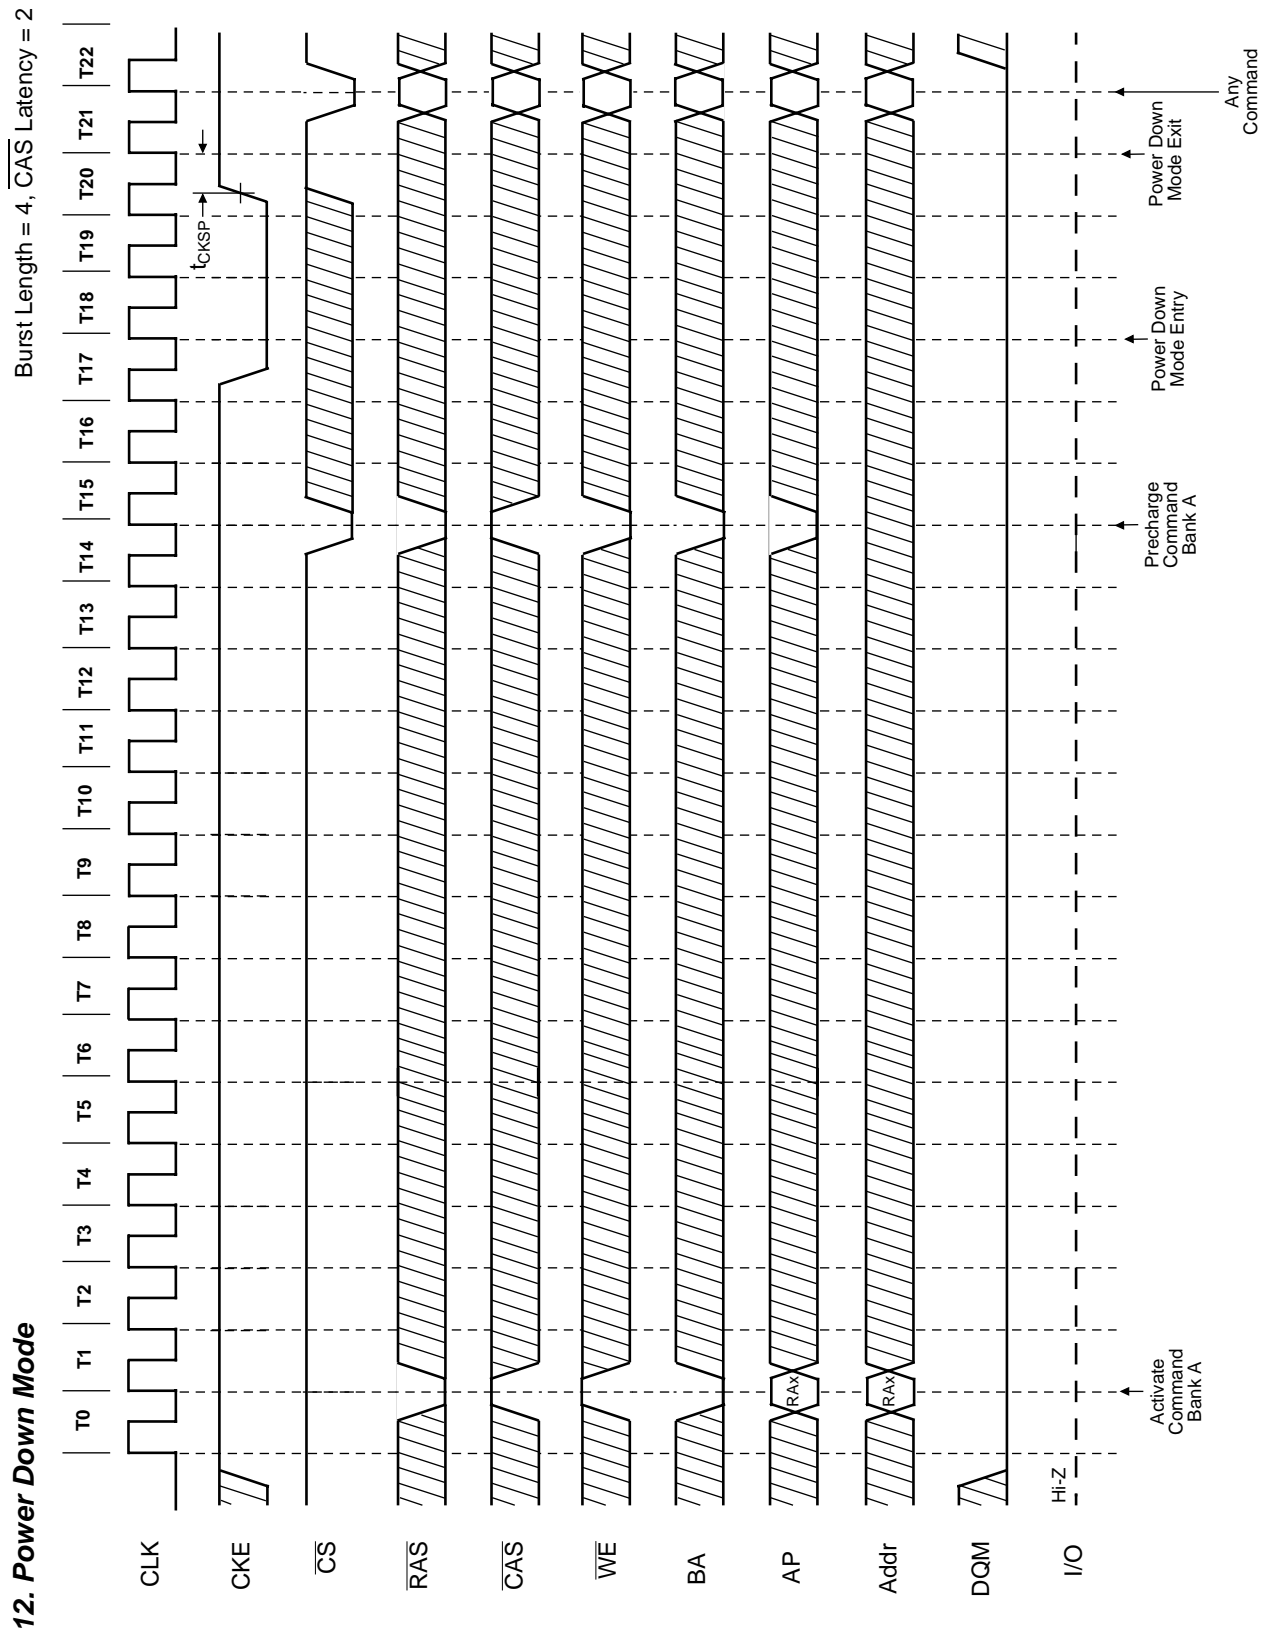 12. Power Down Mode
Burst Length = 4, CAS Latency = 2
T0 T1 T2 T3 T4 T5 T6 T7 T8 T9 T10 T11 T12 T13 T14 T15 T16 T17 T18 T19 T20 T21 T22
CLK
tCKSP
CKE
CS
RAS
CAS
WE
BA
AP
RAx
Addr
RAx
DQM
I/O
Hi-Z
Activate
Command
Bank A
Precharge
Command
Bank A
Power Down
Mode Entry
Power Down
Mode Exit
Any
Command